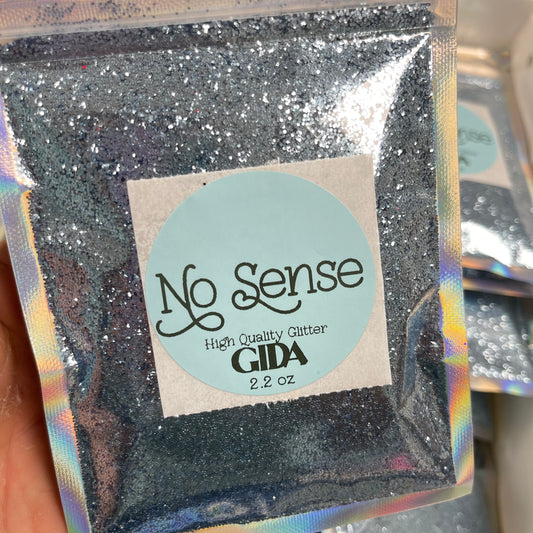 No Sense
High Quality Glitter
GIDA
2.2 oz